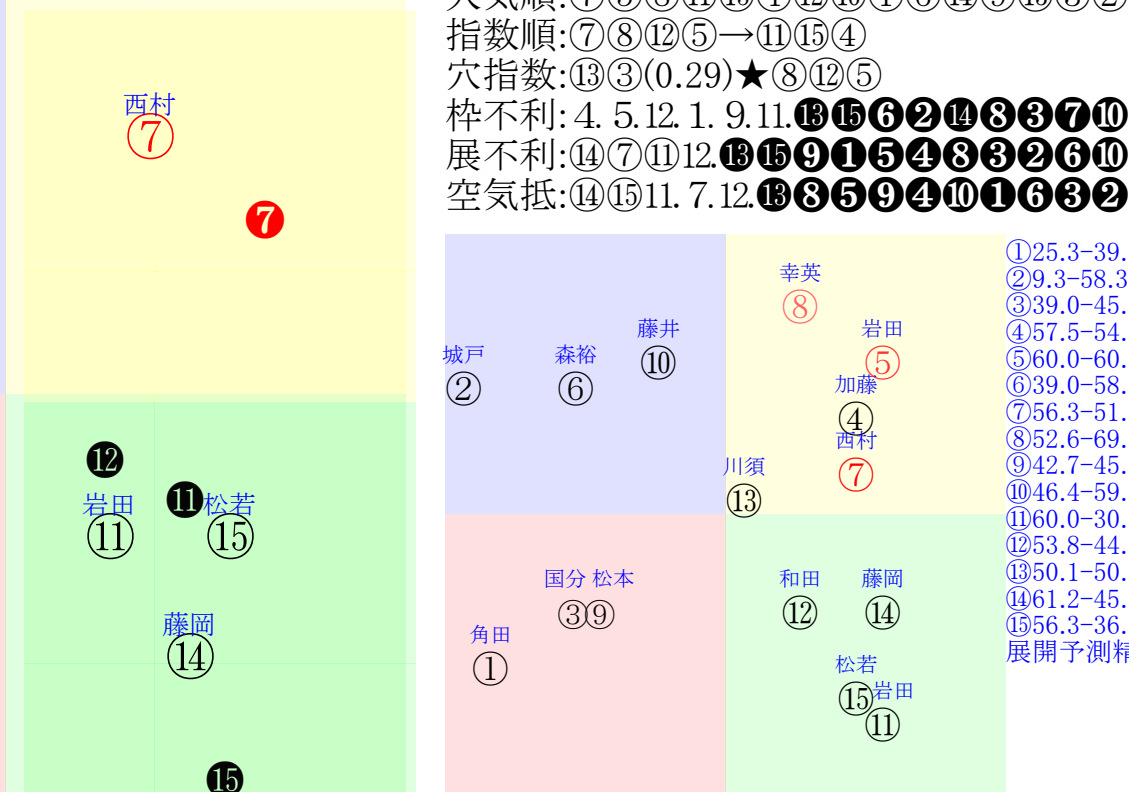 指数順:⑦⑧⑫⑤→⑪⑮④
穴指数:⑬③(0.29)★⑧⑫⑤
枠不利:4. 5.12. 1. 9.11.⓭⓯❻❷⓮❽❸❼❿
展不利:⑭⑦⑪12.⓭⓯❾❶❺❹❽❸❷❻❿
空気抵:⑭⑮11. 7.12.⓭❽❺❾❹❿❶❻❸❷
西村
⑦
❼
⓬
岩田
⑪
⓫
松若
⑮
藤岡
⑭
⓯
幸英
⑧
藤井
⑩
岩田
⑤
城戸
②
森裕
⑥
加藤
④
西村
⑦
川須
⑬
国分 松本
③⑨
和田
⑫
藤岡
⑭
角田
①
松若
⑮
岩田
⑪
①25.3-39.
②9.3-58.3
③39.0-45.
④57.5-54.
⑤60.0-60.
⑥39.0-58.
⑦56.3-51.
⑧52.6-69.
⑨42.7-45.
⑩46.4-59.
⑪60.0-30.
⑫53.8-44.
⑬50.1-50.
⑭61.2-45.
⑮56.3-36.
展開予測精